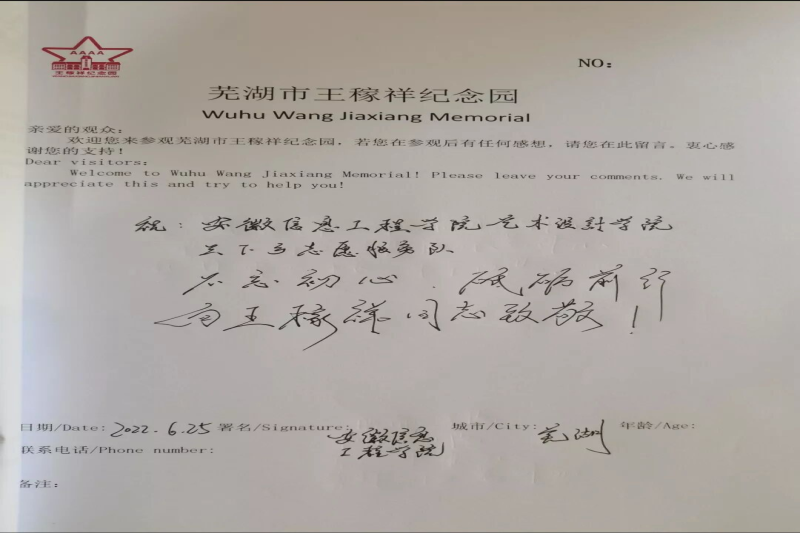 王稼祥纪念园
NO：
芜湖市王稼祥纪念园
Wuhu Wang Jiaxiang Memorial
亲爱的观众：
欢迎您来参观芜湖市王稼祥纪念园，若您在参观后有任何感想，请您在此留言。衷心感
谢您的支持！
Dear visitors:
Welcome to Wuhu Wang Jiaxiang Memorial! Please leave your comments. We will
appreciate this and try to help you!
祝：安徽信息工程学院艺术设计学院
三下乡志愿服务队
不忘初心．砥砺前行
向王稼祥同志致敬！
日期/Date: 2022.6.25 署名/Signature: 安徽信息 城市/City: 芜湖 年龄/Age:
工程学院
联系电话/Phone number:
备注: